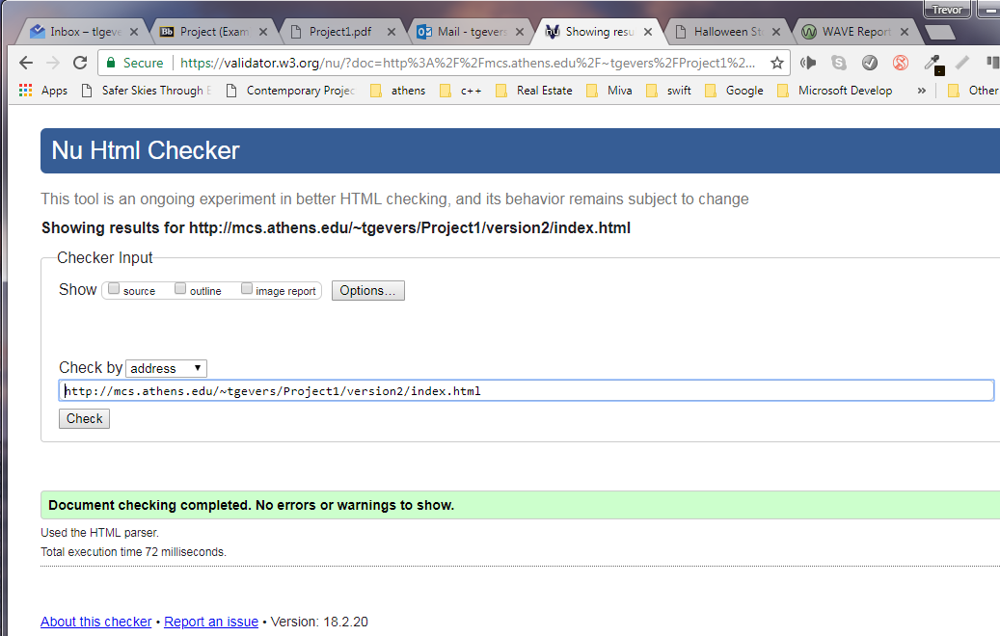 Trevor
Inbox – tlgeve
Bb Project (Exam
Project1.pdf
Mail - tgevers
Showing resu
Halloween St
WAVE Report
Secure https://validator.w3.org/nu/?doc=http%3A%2F%2Fmcs.athens.edu%2F~tgevers%2FProject1%2...
Apps Safer Skies Through E Contemporary Projec athens c++ Real Estate Miva swift Google Microsoft Develop » Other
Nu Html Checker
This tool is an ongoing experiment in better HTML checking, and its behavior remains subject to change
Showing results for http://mcs.athens.edu/~tgevers/Project1/version2/index.html
Checker Input
Show source outline image report Options...
Check by address
http://mcs.athens.edu/~tgevers/Project1/version2/index.html
Check
Document checking completed. No errors or warnings to show.
Used the HTML parser.
Total execution time 72 milliseconds.
About this checker • Report an issue • Version: 18.2.20